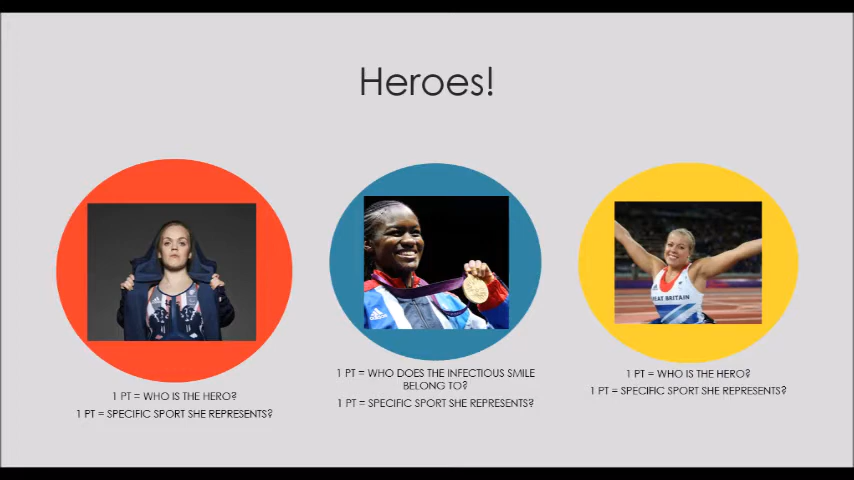 Heroes!
GREAT BRITAIN
1 PT = WHO IS THE HERO?
1 PT = SPECIFIC SPORT SHE REPRESENTS?
1 PT = WHO DOES THE INFECTIOUS SMILE
BELONG TO?
1 PT = SPECIFIC SPORT SHE REPRESENTS?
1 PT = WHO IS THE HERO?
1 PT = SPECIFIC SPORT SHE REPRESENTS?